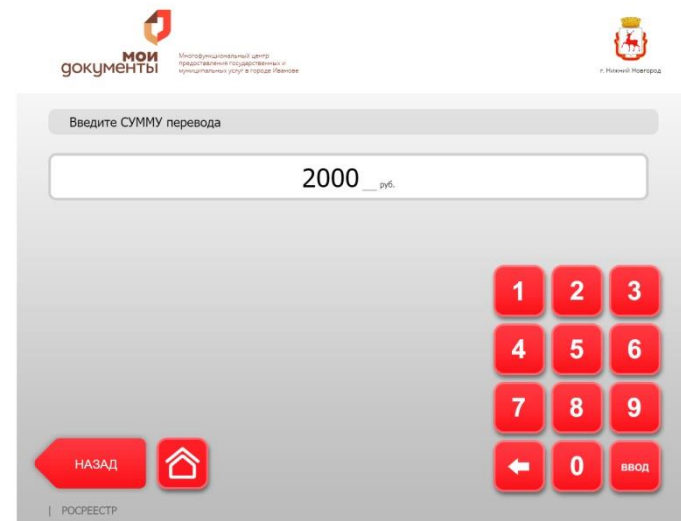 мои
документы
Многофункциональный центр
предоставления государственных и
муниципальных услуг в городе Иванове
г. Нижний Новгород
Введите СУММУ перевода
2000__ руб.
1 2 3
4 5 6
7 8 9
НАЗАД
0 ввод
| РОСРЕЕСТР